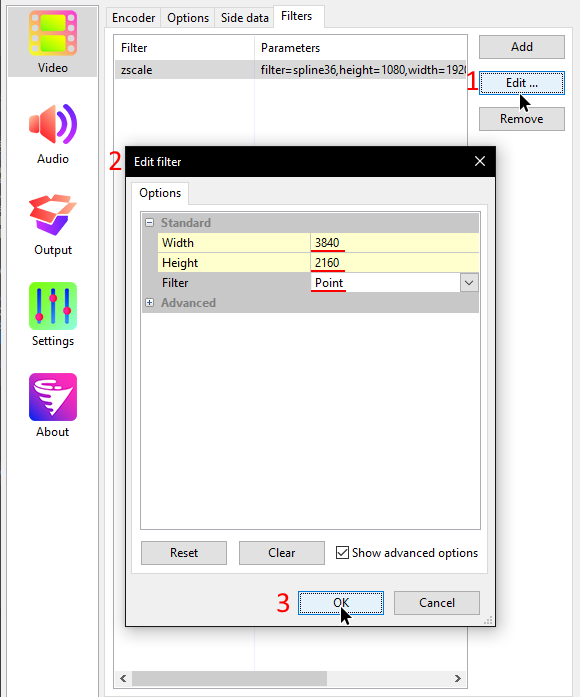 Encoder Options Side data Filters
Video
Audio
Output
Settings
About
Filter Parameters
zscale filter=spline36,height=1080,width=1920
Add
1 Edit ...
Remove
2 Edit filter
Options
Standard
Width 3840
Height 2160
Filter Point
Advanced
Reset Clear Show advanced options
3 OK Cancel